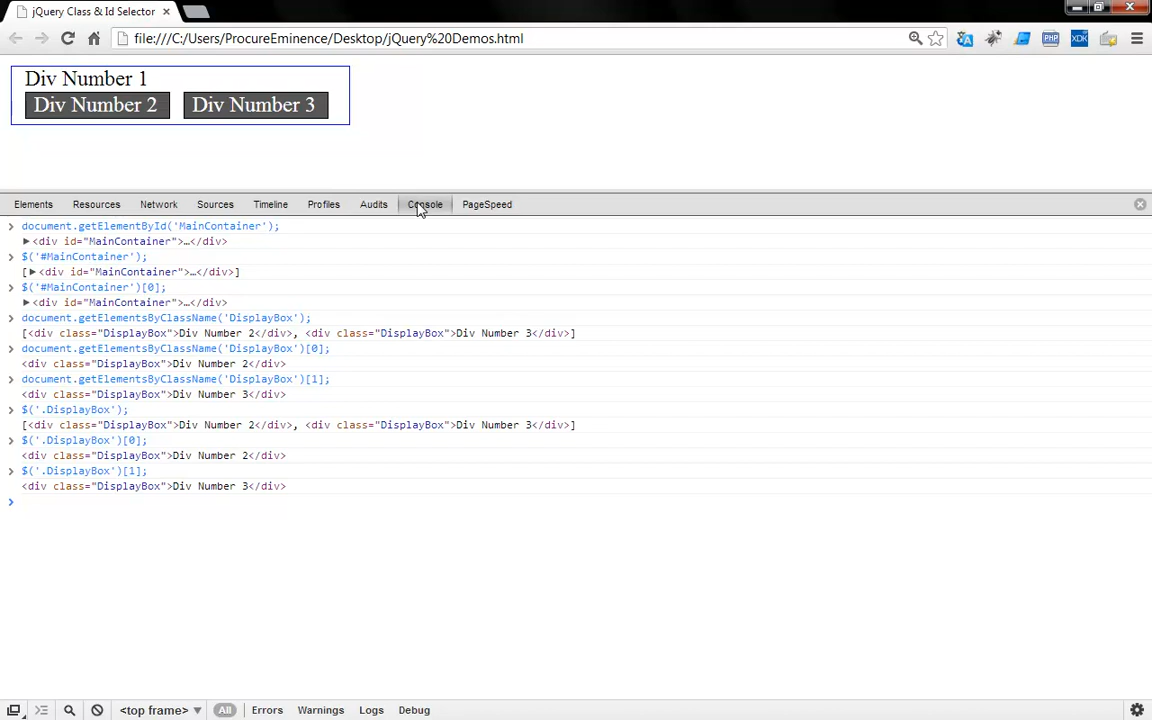 jQuery Class & Id Selector
file:///C:/Users/ProcureEminence/Desktop/jQuery%20Demos.html
PHP
XDK
Div Number 1
Div Number 2 Div Number 3
Elements Resources Network Sources Timeline Profiles Audits Console PageSpeed
> document.getElementById('MainContainer');
▶<div id="MainContainer">…</div>
> $('#MainContainer');
[▶<div id="MainContainer">…</div>]
> $('#MainContainer')[0];
▶<div id="MainContainer">…</div>
> document.getElementsByClassName('DisplayBox');
[<div class="DisplayBox">Div Number 2</div>, <div class="DisplayBox">Div Number 3</div>]
> document.getElementsByClassName('DisplayBox')[0];
<div class="DisplayBox">Div Number 2</div>
> document.getElementsByClassName('DisplayBox')[1];
<div class="DisplayBox">Div Number 3</div>
> $('.DisplayBox');
[<div class="DisplayBox">Div Number 2</div>, <div class="DisplayBox">Div Number 3</div>]
> $('.DisplayBox')[0];
<div class="DisplayBox">Div Number 2</div>
> $('.DisplayBox')[1];
<div class="DisplayBox">Div Number 3</div>
>
<top frame> ▼ All Errors Warnings Logs Debug